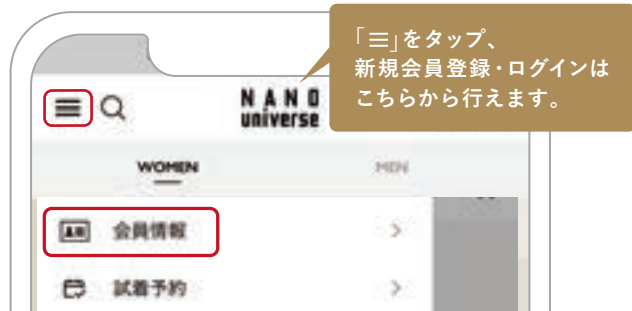 「≡」をタップ、
新規会員登録・ログインは
こちらから行えます。
NANO
universe
WOMEN
MEN
会員情報
試着予約